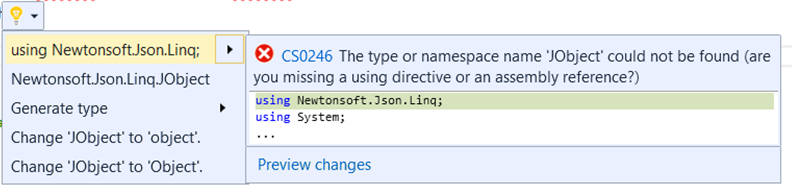 using Newtonsoft.Json.Linq;
Newtonsoft.Json.Linq.JObject
Generate type
Change 'JObject' to 'object'.
Change 'JObject' to 'Object'.
CS0246 The type or namespace name 'JObject' could not be found (are
you missing a using directive or an assembly reference?)
using Newtonsoft.Json.Linq;
using System;
...
Preview changes